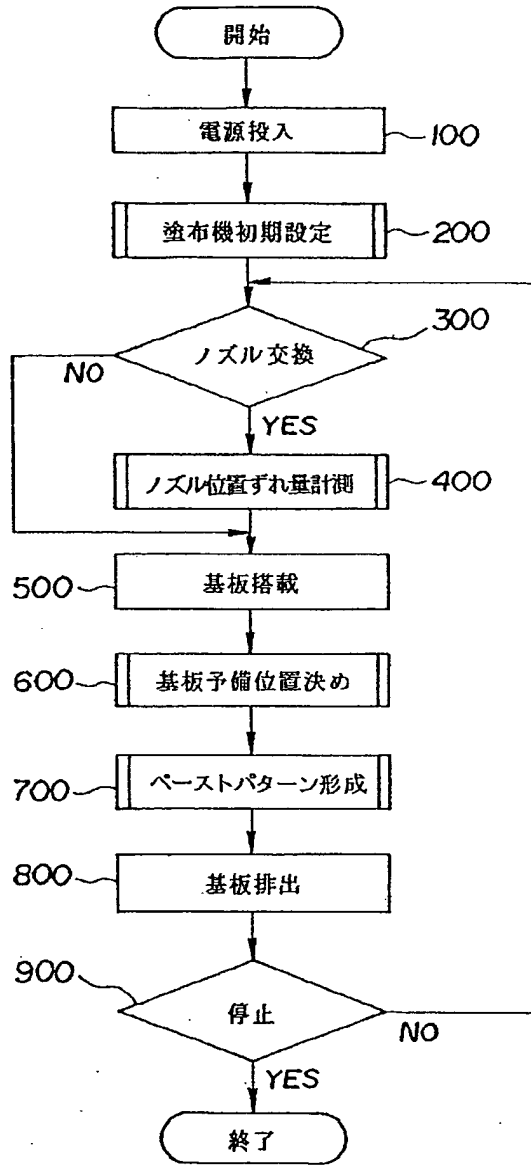 開始
電源投入
100
塗布機初期設定
200
ノズル交換
300
NO
YES
ノズル位置ずれ量計測
400
500
基板搭載
600
基板予備位置決め
700
ペーストパターン形成
800
基板排出
900
停止
NO
YES
終了